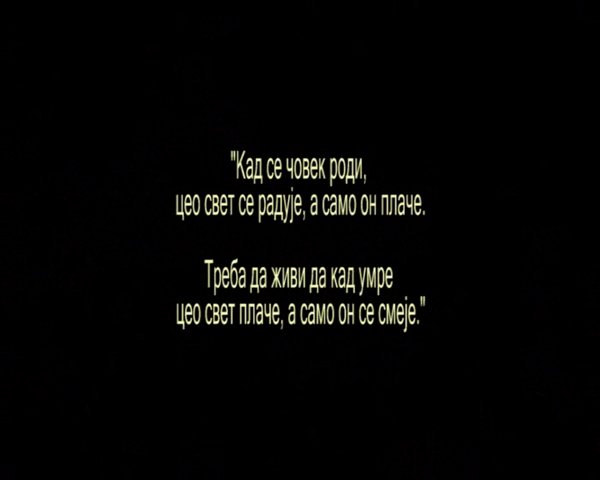 "Кад се човек роди,
цео свет се радује, а само он плаче.
Треба да живи да кад умре
цео свет плаче, а само он се смеје."